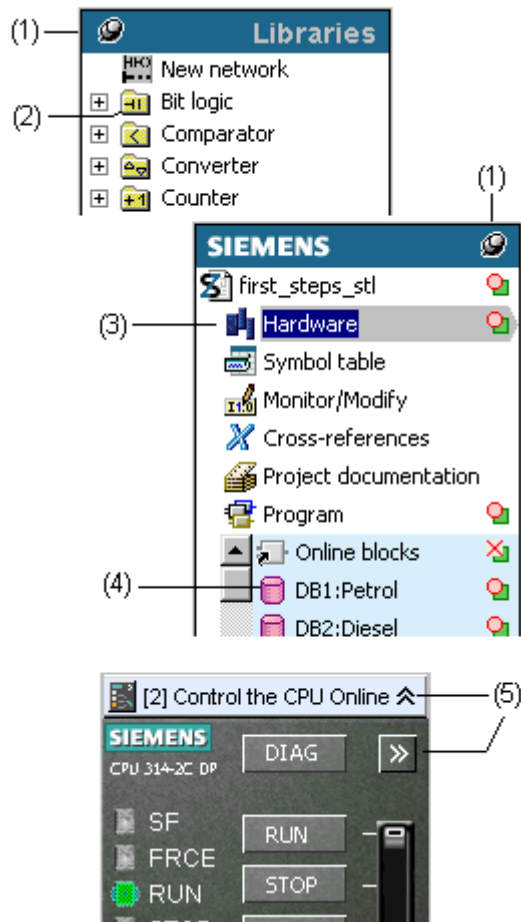 (1)
Libraries
New network
(2)
Bit logic
Comparator
Converter
Counter
(1)
SIEMENS
first_steps_stl
(3)
Hardware
Symbol table
Monitor/Modify
Cross-references
Project documentation
Program
Online blocks
(4)
DB1:Petrol
DB2:Diesel
[2] Control the CPU Online
(5)
SIEMENS
CPU 314-2C DP
DIAG
SF
RUN
FRCE
RUN
STOP